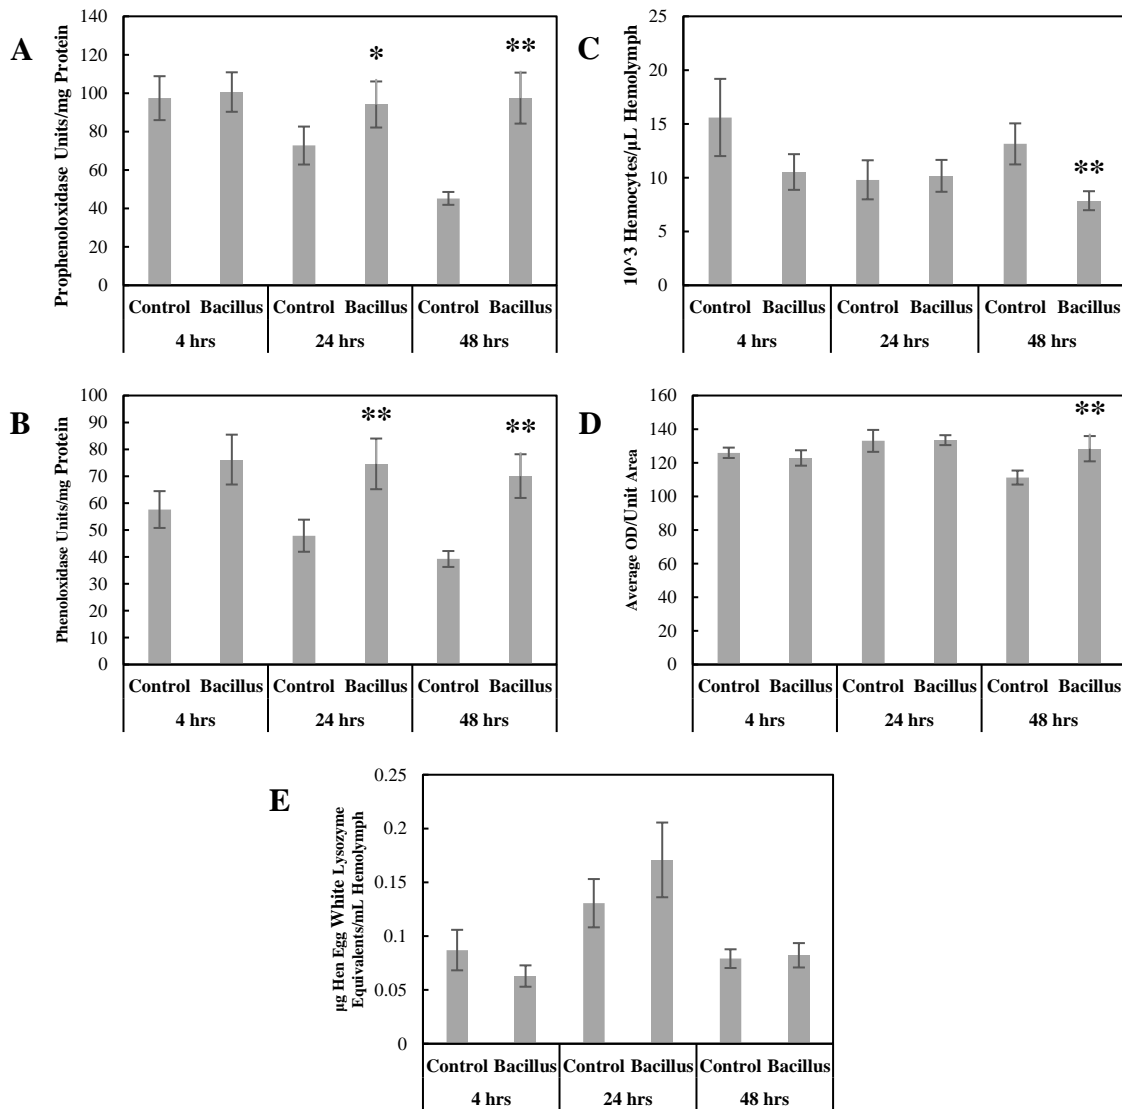 A
Prophenoloxidase Units/mg Protein
140
120
100
80
60
40
20
0
*
**
Control Bacillus Control Bacillus Control Bacillus
4 hrs 24 hrs 48 hrs
C
10^3 Hemocytes/µL Hemolymph
25
20
15
10
5
0
**
Control Bacillus Control Bacillus Control Bacillus
4 hrs 24 hrs 48 hrs
B
Phenoloxidase Units/mg Protein
100
90
80
70
60
50
40
30
20
10
0
**
**
Control Bacillus Control Bacillus Control Bacillus
4 hrs 24 hrs 48 hrs
D
Average OD/Unit Area
160
140
120
100
80
60
40
20
0
**
Control Bacillus Control Bacillus Control Bacillus
4 hrs 24 hrs 48 hrs
E
µg Hen Egg White Lysozyme
Equivalents/mL Hemolymph
0.25
0.2
0.15
0.1
0.05
0
Control Bacillus Control Bacillus Control Bacillus
4 hrs 24 hrs 48 hrs